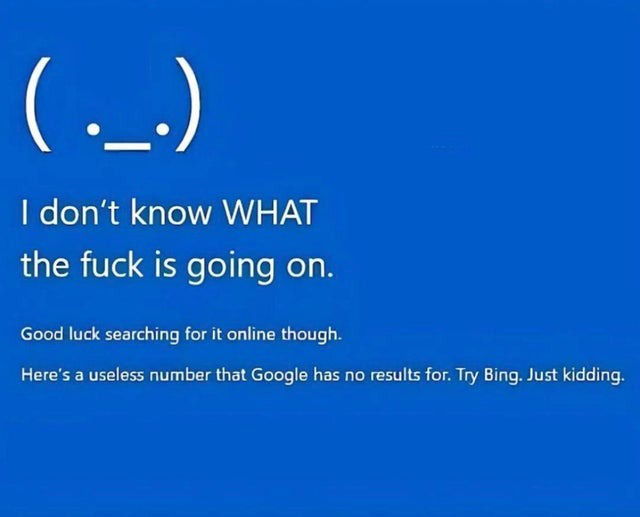 ( ._.)
I don't know WHAT
the fuck is going on.
Good luck searching for it online though.
Here's a useless number that Google has no results for. Try Bing. Just kidding.